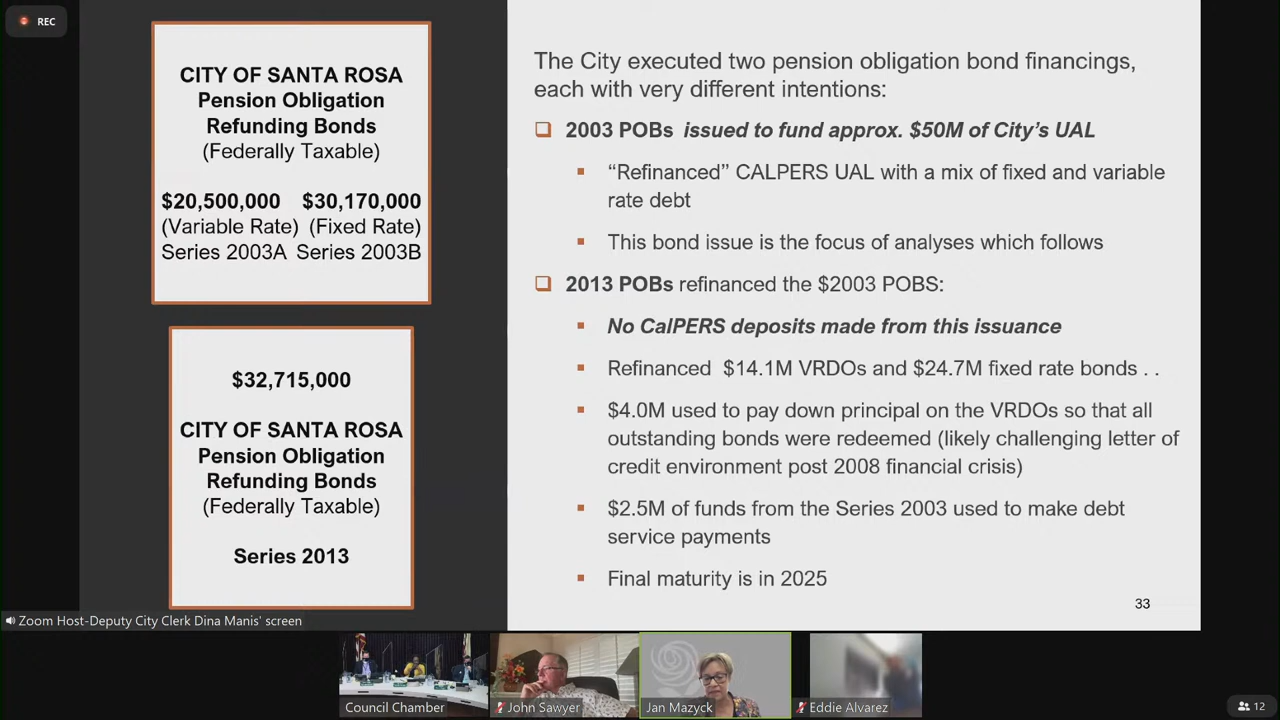 REC
CITY OF SANTA ROSA
Pension Obligation
Refunding Bonds
(Federally Taxable)
$20,500,000 $30,170,000
(Variable Rate) (Fixed Rate)
Series 2003A Series 2003B
$32,715,000
CITY OF SANTA ROSA
Pension Obligation
Refunding Bonds
(Federally Taxable)
Series 2013
The City executed two pension obligation bond financings,
each with very different intentions:
❑ 2003 POBs issued to fund approx. $50M of City's UAL
▪ “Refinanced” CALPERS UAL with a mix of fixed and variable
rate debt
▪ This bond issue is the focus of analyses which follows
❑ 2013 POBs refinanced the $2003 POBS:
▪ No CalPERS deposits made from this issuance
▪ Refinanced $14.1M VRDOs and $24.7M fixed rate bonds . .
▪ $4.0M used to pay down principal on the VRDOs so that all
outstanding bonds were redeemed (likely challenging letter of
credit environment post 2008 financial crisis)
▪ $2.5M of funds from the Series 2003 used to make debt
service payments
▪ Final maturity is in 2025
33
Zoom Host-Deputy City Clerk Dina Manis' screen
Council Chamber
John Sawyer
Jan Mazyck
Eddie Alvarez
12